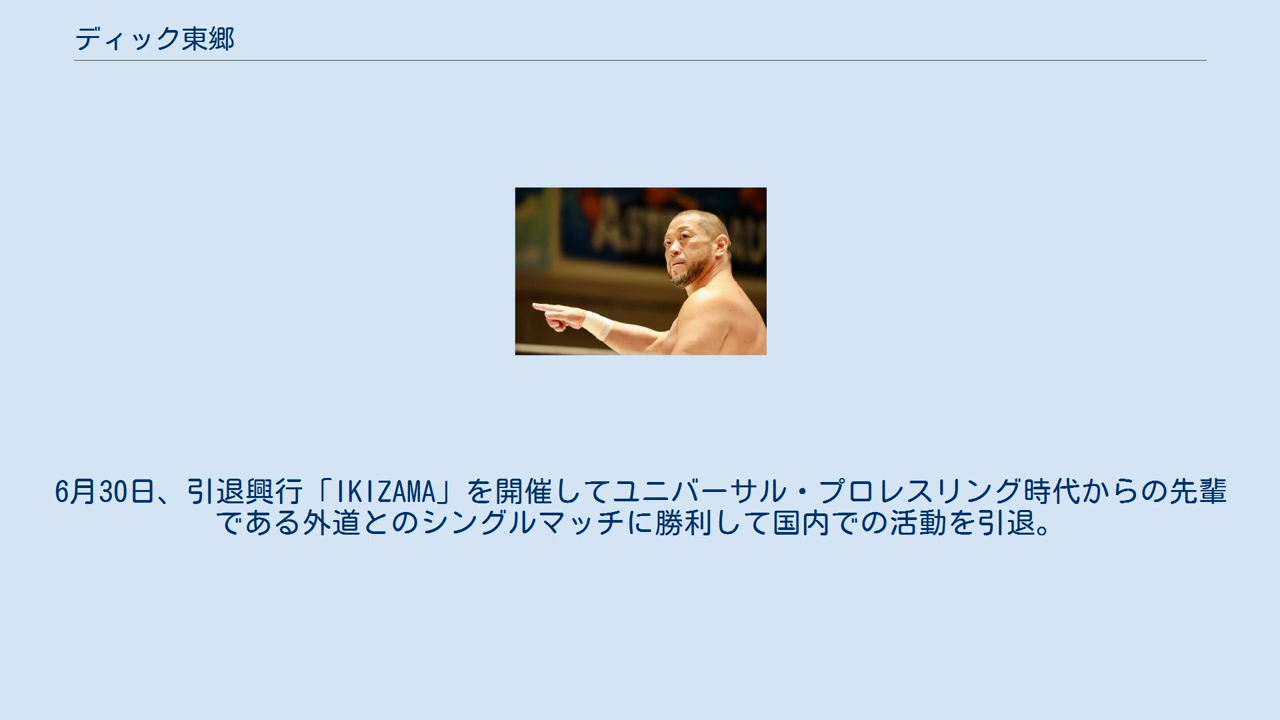 ディック東郷
6月30日、引退興行「IKIZAMA」を開催してユニバーサル・プロレスリング時代からの先輩
である外道とのシングルマッチに勝利して国内での活動を引退。